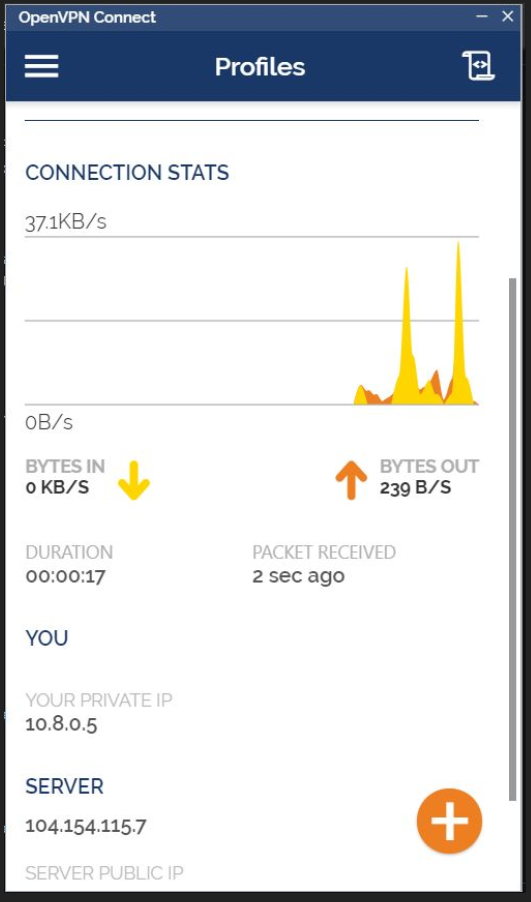 OpenVPN Connect
Profiles
CONNECTION STATS
37.1KB/s
0B/s
BYTES IN
0 KB/S
BYTES OUT
239 B/S
DURATION
00:00:17
PACKET RECEIVED
2 sec ago
YOU
YOUR PRIVATE IP
10.8.0.5
SERVER
104.154.115.7
SERVER PUBLIC IP